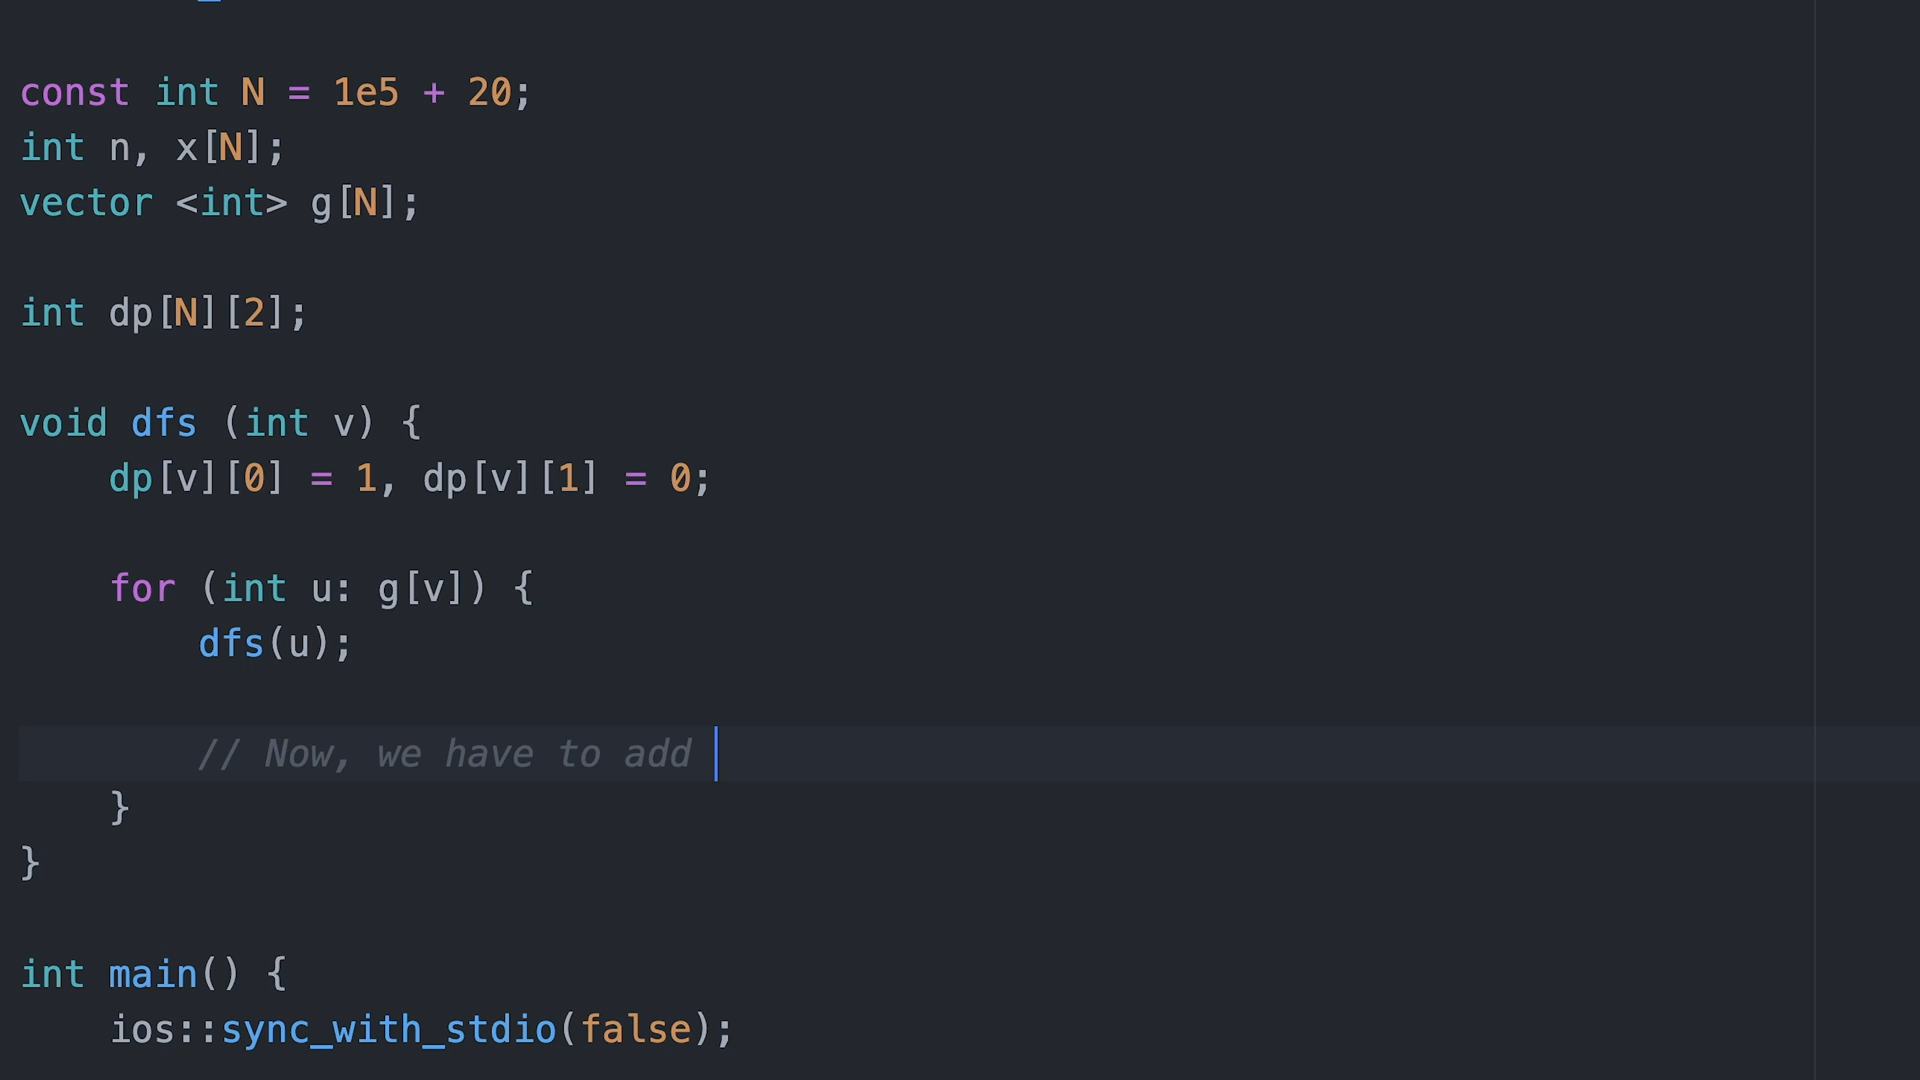 const int N = 1e5 + 20;
int n, x[N];
vector <int> g[N];
int dp[N][2];
void dfs (int v) {
    dp[v][0] = 1, dp[v][1] = 0;
    for (int u: g[v]) {
        dfs(u);
        // Now, we have to add
    }
}
int main() {
    ios::sync_with_stdio(false);